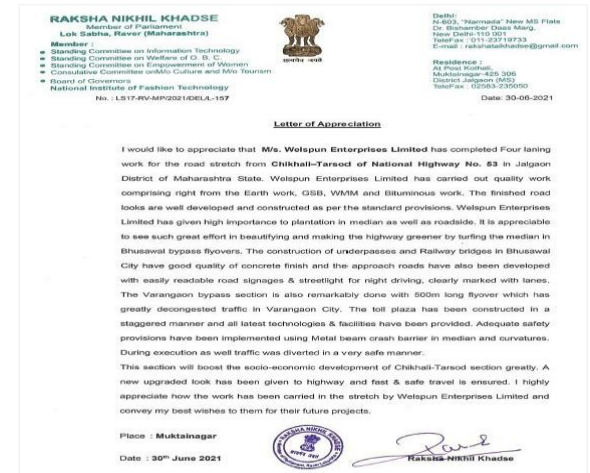 RAKSHA NIKHIL KHADSE
Member of Parliament
Lok Sabha, Raver (Maharashtra)
Member :
Standing Committee on Information Technology
Standing Committee on Welfare of O. B. C.
Standing Committee on Empowerment of Women
Consulative Committee on M/o Culture and M/o Tourism
Board of Governors
National Institute of Fashion Technology
No. : LS17-RV-MP/2021/DEL/L-157
सत्यमेव जयते
Delhi:
N-603, "Narmada" New MS Flats
Dr. Bishamber Daas Marg,
New Delhi-110 001
TeleFax : 011-23719733
E-mail : rakshatailkhadse@gmail.com
Residence :
At Post Kothali,
Muktainagar-425 306
District Jalgaon (MS)
TeleFax : 02583-235050
Date: 30-06-2021
Letter of Appreciation
I would like to appreciate that M/s. Welspun Enterprises Limited has completed Four laning
work for the road stretch from Chikhali–Tarsod of National Highway No. 53 in Jalgaon
District of Maharashtra State. Welspun Enterprises Limited has carried out quality work
comprising right from the Earth work, GSB, WMM and Bituminous work. The finished road
looks are well developed and constructed as per the standard provisions. Welspun Enterprises
Limited has given high importance to plantation in median as well as roadside. It is appreciable
to see such great effort in beautifying and making the highway greener by turfing the median in
Bhusawal bypass flyovers. The construction of underpasses and Railway bridges in Bhusawal
City have good quality of concrete finish and the approach roads have also been developed
with easily readable road signages & streetlight for night driving, clearly marked with lanes.
The Varangaon bypass section is also remarkably done with 500m long flyover which has
greatly decongested traffic in Varangaon City. The toll plaza has been constructed in a
staggered manner and all latest technologies & facilities have been provided. Adequate safety
provisions have been implemented using Metal beam crash barrier in median and curvatures.
During execution as well traffic was diverted in a very safe manner.
This section will boost the socio-economic development of Chikhali-Tarsod section greatly. A
new upgraded look has been given to highway and fast & safe travel is ensured. I highly
appreciate how the work has been carried in the stretch by Welspun Enterprises Limited and
convey my best wishes to them for their future projects.
Place : Muktainagar
Date : 30th June 2021
RAKSHA NIKHIL
Raksha Nikhil Khadse